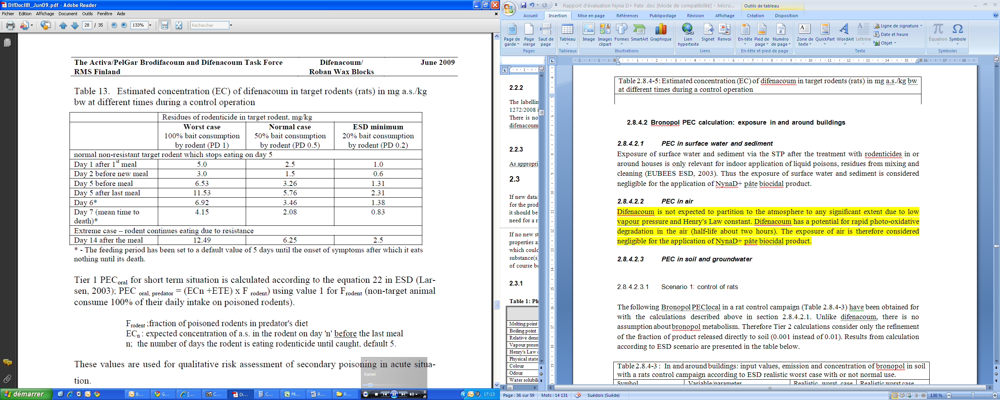 DifDocIIB_Jun09.pdf - Adobe Reader
Fichier Edition Affichage Document Outils Fenêtre Aide
28 / 35 133% Rechercher
The Activa/PelGar Brodifacoum and Difenacoum Task Force Difenacoum/ June 2009
RMS Finland Roban Wax Blocks
Table 13. Estimated concentration (EC) of difenacoum in target rodents (rats) in mg a.s./kg
bw at different times during a control operation
Residues of rodenticide in target rodent, mg/kg
Worst case Normal case ESD minimum
100% bait consumption 50% bait consumption 20% bait consumption
by rodent (PD 1) by rodent (PD 0.5) by rodent (PD 0.2)
normal non-resistant target rodent which stops eating on day 5
Day 1 after 1st meal 5.0 2.5 1.0
Day 2 before new meal 3.0 1.5 0.6
Day 5 before meal 6.53 3.26 1.31
Day 5 after last meal 11.53 5.76 2.31
Day 6* 6.92 3.46 1.38
Day 7 (mean time to 4.15 2.08 0.83
death)*
Extreme case – rodent continues eating due to resistance
Day 14 after the meal 12.49 6.25 2.5
* - The feeding period has been set to a default value of 5 days until the onset of symptoms after which it eats
nothing until its death.
Tier 1 PECoral for short term situation is calculated according to the equation 22 in ESD (Lar-
sen, 2003); PEC oral, predator = (ECn +ETE) x F rodent) using value 1 for Frodent (non-target animal
consume 100% of their daily intake on poisoned rodents).
Frodent ;fraction of poisoned rodents in predator's diet
ECn : expected concentration of a.s. in the rodent on day 'n' before the last meal
n; the number of days the rodent is eating rodenticide until caught, default 5.
These values are used for qualitative risk assessment of secondary poisoning in acute situa-
tion.
Kamel
démarrer B... G... [... C... Di... C... Mi... R... R... 17:13
Rapport d'évaluation Nyna D+ Pate .doc [Mode de compatibilité] - Micro... Outils de tableau
Accueil Insertion Mise en page Références Publipostage Révision Affichage Création Disposition
Page de garde Page vierge Saut de page Tableau Image Images clipart Formes SmartArt Graphique Lien hypertexte Signet Renvoi En-tête Pied de page Numéro de page Zone de texte QuickPart WordArt Lettrine Ligne de signature Date et heure Objet Équation Symbole
Pages Tableaux Illustrations Liens En-tête et pied de page Texte Symboles
2.2.2
The labellin
1272/2008 i
There is no
difenacoum
2.2.3
As appropri
2.3
If new data/
for the prod
it should be
need for a r
If no new st
properties a
which could
substance(s)
of course be
2.3.1
Table 1: Ph
Melting point
Boiling point
Relative dens
Vapour pressu
Henry's Law c
Physical state
Colour
Odour
Water solubili
Table 2.8.4-5: Estimated concentration (EC) of difenacoum in target rodents (rats) in mg a.s./kg bw
at different times during a control operation
2.8.4.2 Bronopol PEC calculation: exposure in and around buildings
2.8.4.2.1 PEC in surface water and sediment
Exposure of surface water and sediment via the STP after the treatment with rodenticides in or
around houses is only relevant for indoor application of liquid poisons, residues from mixing and
cleaning (EUBEES ESD, 2003). Thus the exposure of surface water and sediment is considered
negligible for the application of NynaD+ pâte biocidal product.
2.8.4.2.2 PEC in air
Difenacoum is not expected to partition to the atmosphere to any significant extent due to low
vapour pressure and Henry's Law constant. Difenacoum has a potential for rapid photo-oxidative
degradation in the air (half-life about two hours). The exposure of air is therefore considered
negligible for the application of NynaD+ pâte biocidal product.
2.8.4.2.3 PEC in soil and groundwater
2.8.4.2.3.1 Scenario 1: control of rats
The following Bronopol PEClocal in a rat control campaign (Table 2.8.4-3) have been obtained for
with the calculations described above in section 2.8.4.2.1. Unlike difenacoum, there is no
assumption about bronopol metabolism. Therefore Tier 2 calculations consider only the refinement
of the fraction of product released directly to soil (0.001 instead of 0.01). Results from calculation
according to ESD scenario are presented in the table below.
Table 2.8.4-3 : In and around buildings: input values, emission and concentration of bronopol in soil
with a rats control campaign according to ESD realistic worst case with or not normal use.
Symbol Variable/parameter Realistic worst case Realistic worst case
Page : 36 sur 59 Mots : 14 131 Suédois (Suède) 130 %